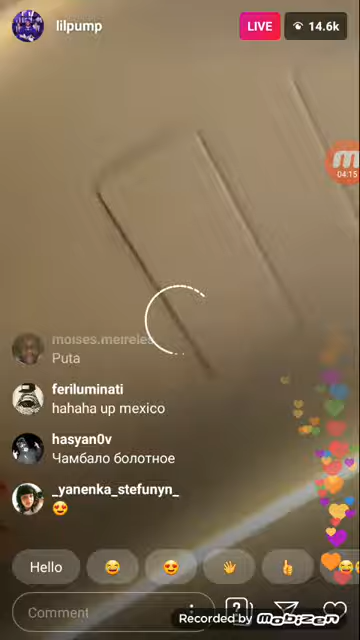 lilpump
LIVE
14.6k
04:15
moises.meireles
Puta
feriluminati
hahaha up mexico
hasyan0v
Чамбало болотное
_yanenka_stefunyn_
😍
Hello
Comment
Recorded by mobizen